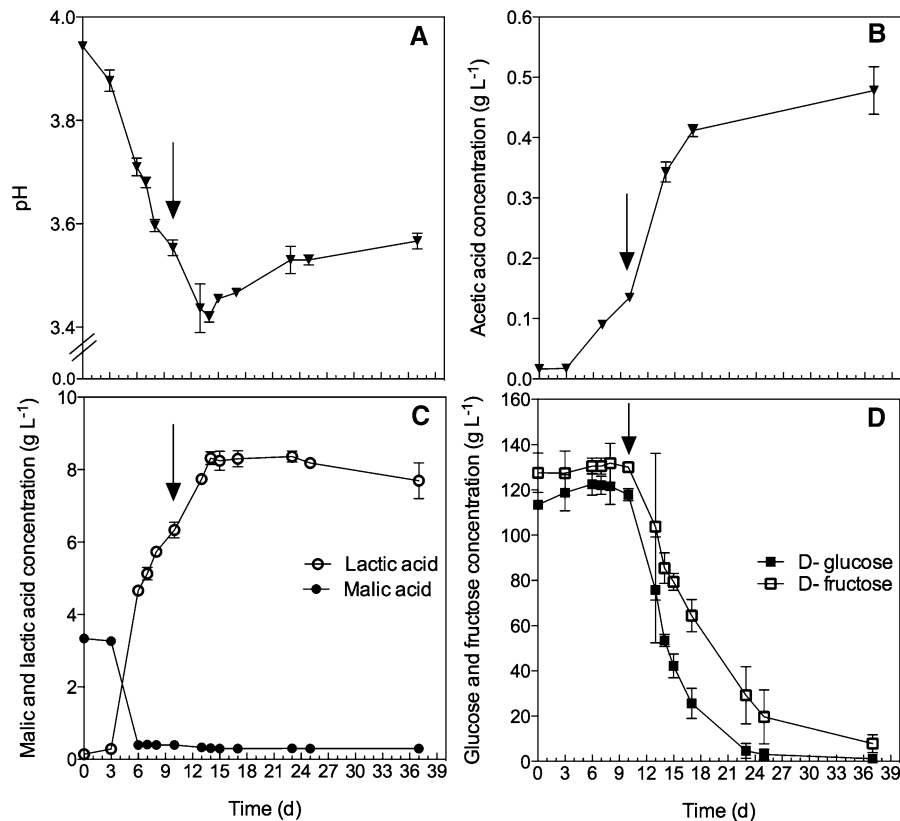 A
pH
4.0
3.8
3.6
3.4
0.0
B
Acetic acid concentration (g L-1)
0.6
0.5
0.4
0.3
0.2
0.1
0.0
C
Malic and lactic acid concentration (g L-1)
10
8
6
4
2
0
Lactic acid
Malic acid
0 3 6 9 12 15 18 21 24 27 30 33 36 39
Time (d)
D
Glucose and fructose concentration (g L-1)
160
140
120
100
80
60
40
20
0
D- glucose
D- fructose
0 3 6 9 12 15 18 21 24 27 30 33 36 39
Time (d)